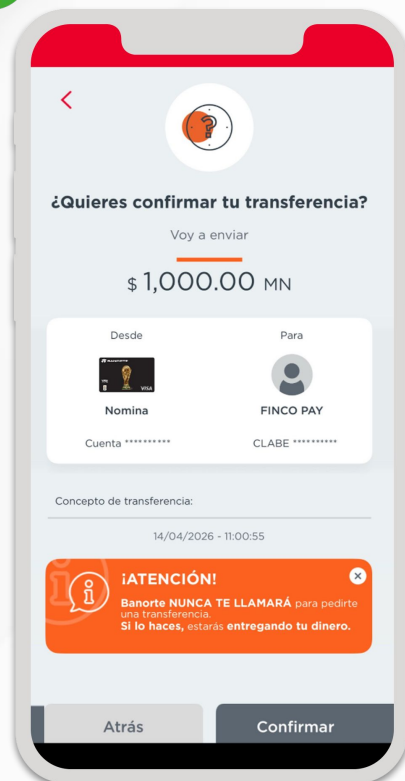 ¿Quieres confirmar tu transferencia?
Voy a enviar
$ 1,000.00 MN
Desde
Para
VISA
Nomina
FINCO PAY
Cuenta **********
CLABE **********
Concepto de transferencia:
14/04/2026 - 11:00:55
¡ATENCIÓN!
Banorte NUNCA TE LLAMARÁ para pedirte
una transferencia.
Si lo haces, estarás entregando tu dinero.
Atrás
Confirmar